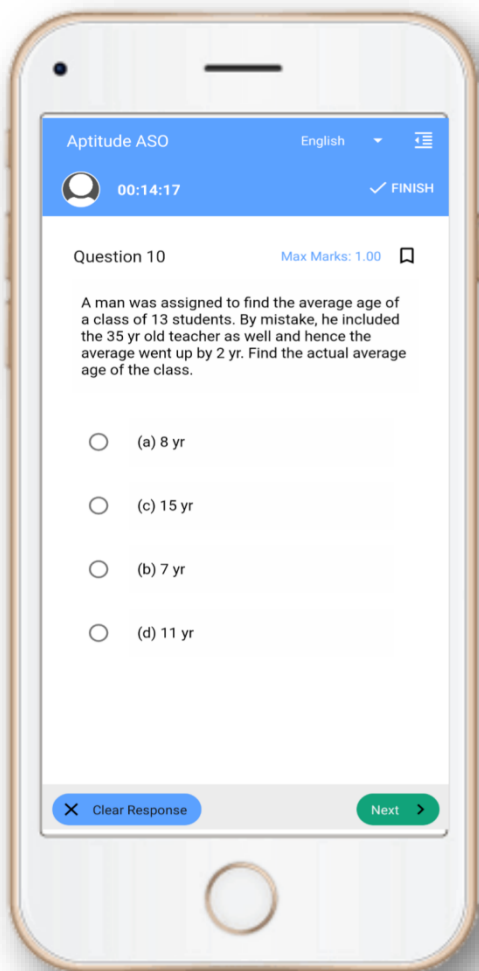 Aptitude ASO
English
00:14:17
FINISH
Question 10
Max Marks: 1.00
A man was assigned to find the average age of
a class of 13 students. By mistake, he included
the 35 yr old teacher as well and hence the
average went up by 2 yr. Find the actual average
age of the class.
(a) 8 yr
(c) 15 yr
(b) 7 yr
(d) 11 yr
Clear Response
Next